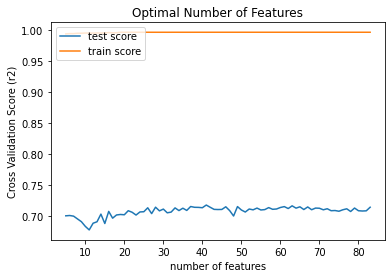 Optimal Number of Features
1.00
test score
train score
0.95
0.90
0.85
0.80
0.75
0.70
Cross Validation Score (r2)
10 20 30 40 50 60 70 80
number of features